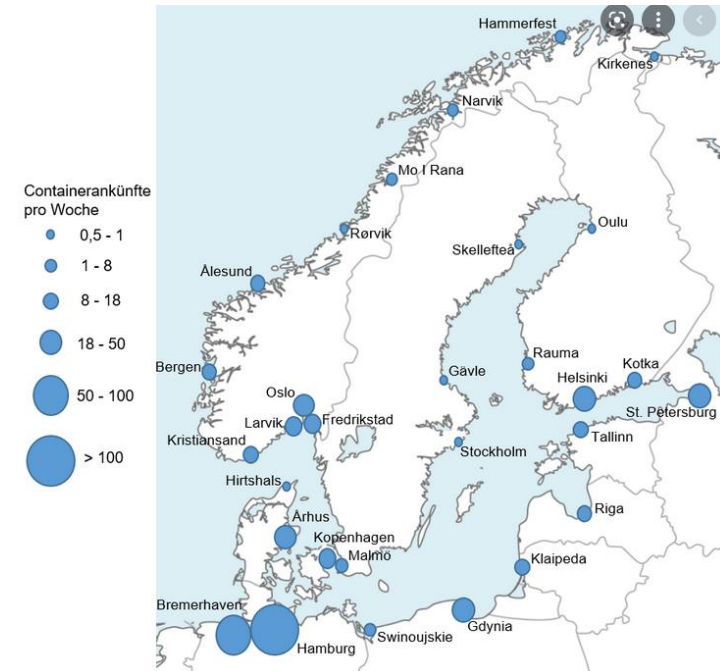 Containerankünfte
pro Woche
0,5 - 1
1 - 8
8 - 18
18 - 50
50 - 100
> 100
Hammerfest
Kirkenes
Narvik
Mo I Rana
Rørvik
Oulu
Skellefteå
Ålesund
Bergen
Rauma
Gävle
Kotka
Helsinki
Oslo
St. Petersburg
Larvik
Fredrikstad
Tallinn
Kristiansand
Stockholm
Hirtshals
Riga
Århus
Kopenhagen
Malmö
Klaipeda
Bremerhaven
Gdynia
Swinoujskie
Hamburg